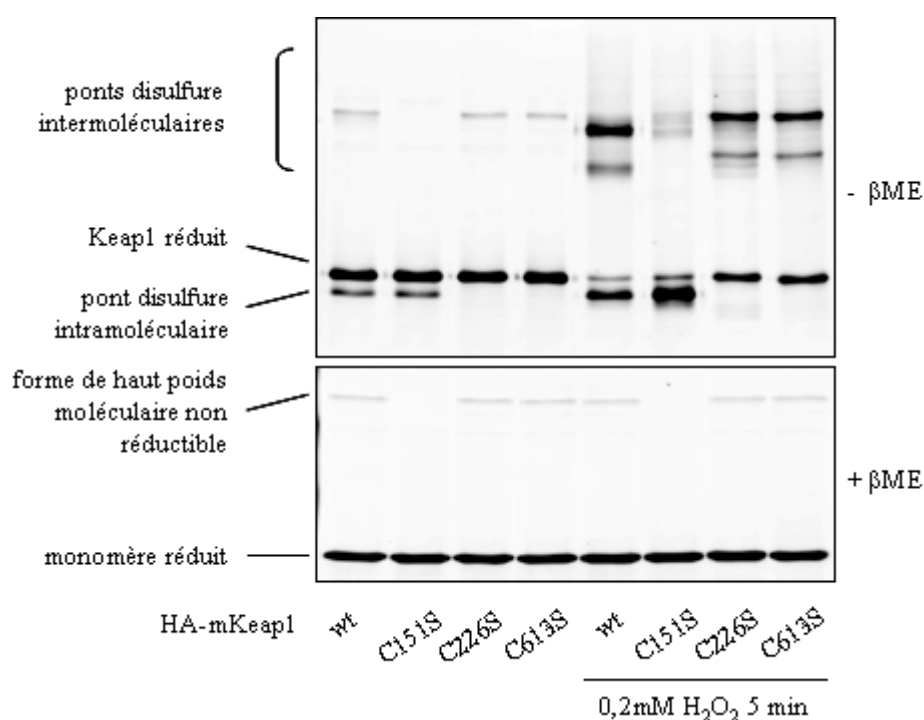 ponts disulfure
intermoléculaires
- βME
Keap1 réduit
pont disulfure
intramoléculaire
forme de haut poids
moléculaire non
réductible
+ βME
monomère réduit
HA-mKeap1 wt C151S C226S C613S wt C151S C226S C613S
0,2mM H₂O₂ 5 min